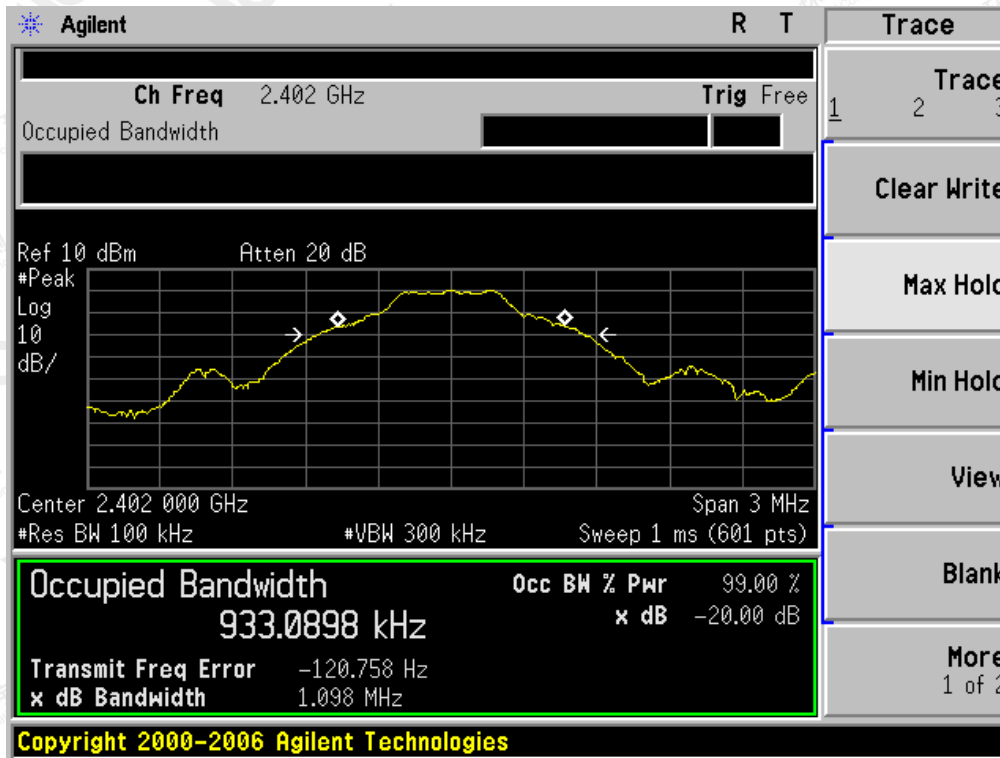 Agilent R T Trace
Ch Freq 2.402 GHz Trig Free
Occupied Bandwidth
Trace
1 2 3
Clear Write
Max Hold
Min Hold
View
Blank
More
1 of 2
Ref 10 dBm Atten 20 dB
#Peak
Log
10
dB/
Center 2.402 000 GHz Span 3 MHz
#Res BW 100 kHz #VBW 300 kHz Sweep 1 ms (601 pts)
Occupied Bandwidth Occ BW % Pwr 99.00 %
933.0898 kHz x dB -20.00 dB
Transmit Freq Error -120.758 Hz
x dB Bandwidth 1.098 MHz
Copyright 2000-2006 Agilent Technologies